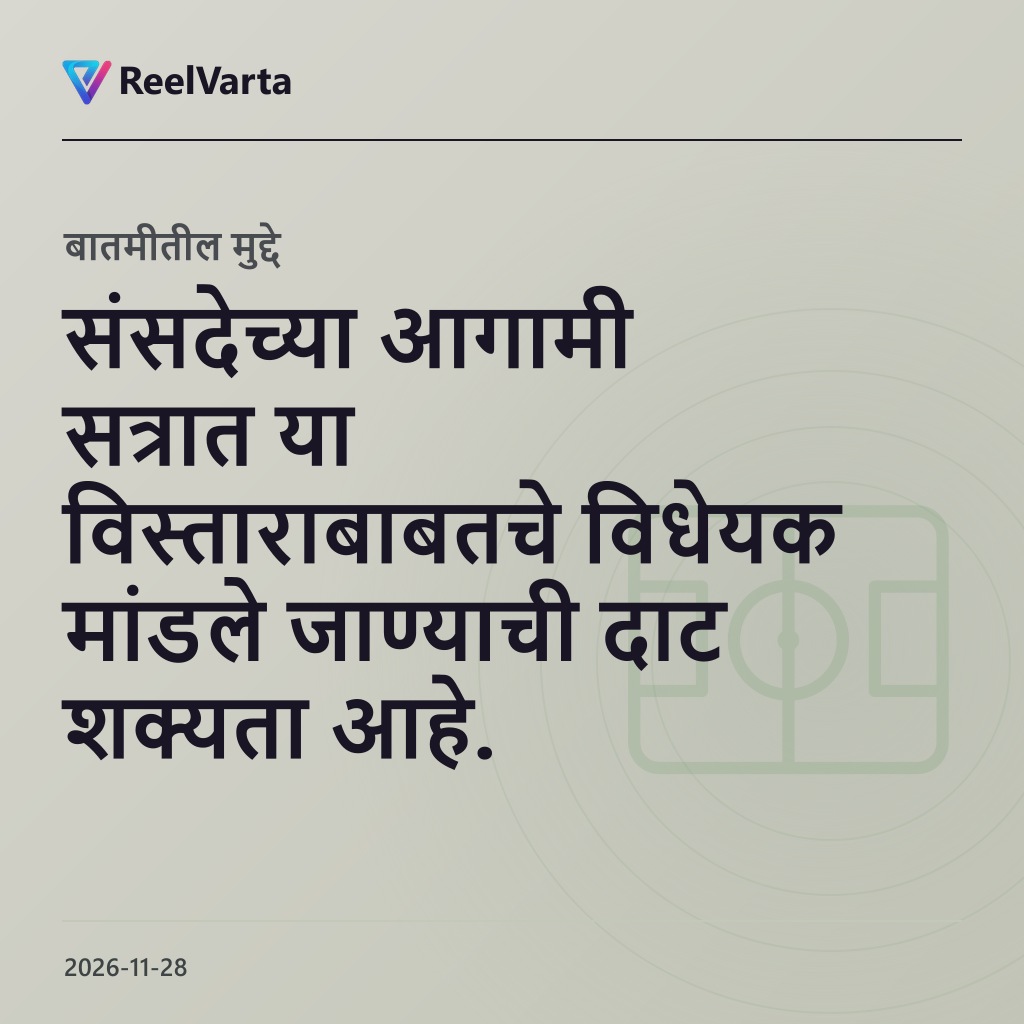 ReelVarta
बातमीतील मुद्दे
संसदेच्या आगामी
सत्रात या
विस्ताराबाबतचे विधेयक
मांडले जाण्याची दाट
शक्यता आहे.
2026-11-28